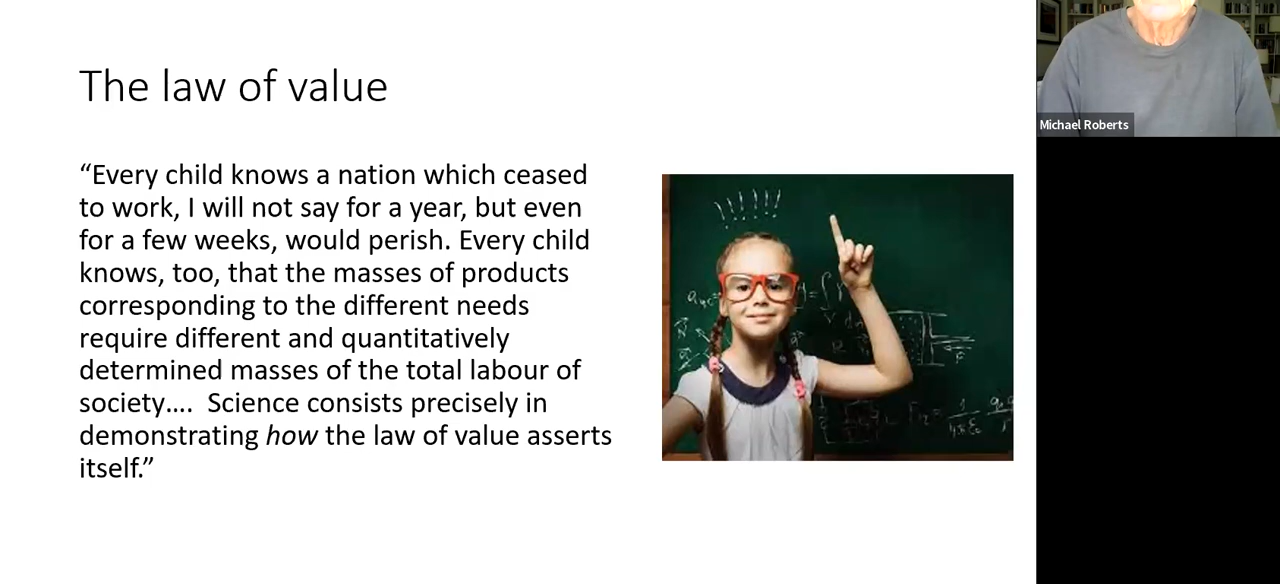 The law of value
“Every child knows a nation which ceased
to work, I will not say for a year, but even
for a few weeks, would perish. Every child
knows, too, that the masses of products
corresponding to the different needs
require different and quantitatively
determined masses of the total labour of
society…. Science consists precisely in
demonstrating how the law of value asserts
itself.”
! ! ! ! ! !
Michael Roberts